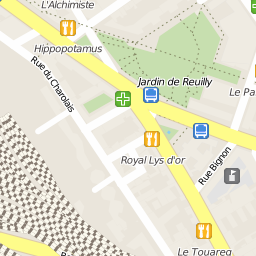 L'Alchimiste
Hippopotamus
Rue du Charolais
Jardin de Reuilly
Le Pa
Royal Lys d'or
Rue Bignon
Le Touareg